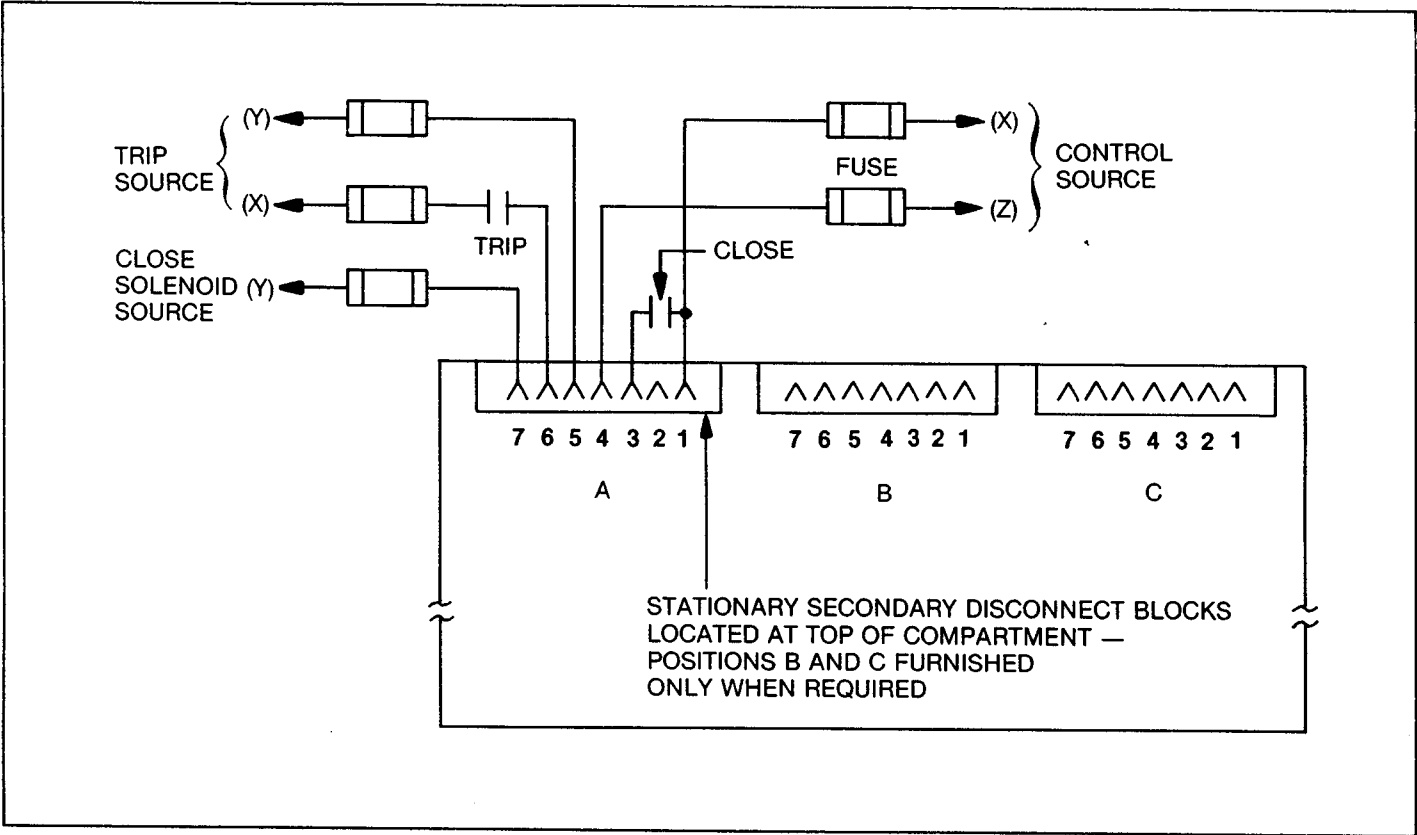 TRIP
SOURCE
(Y)
(X)
TRIP
CLOSE
SOLENOID (Y)
SOURCE
(X)
FUSE
(Z)
CONTROL
SOURCE
CLOSE
7 6 5 4 3 2 1
A
7 6 5 4 3 2 1
B
7 6 5 4 3 2 1
C
STATIONARY SECONDARY DISCONNECT BLOCKS
LOCATED AT TOP OF COMPARTMENT —
POSITIONS B AND C FURNISHED
ONLY WHEN REQUIRED